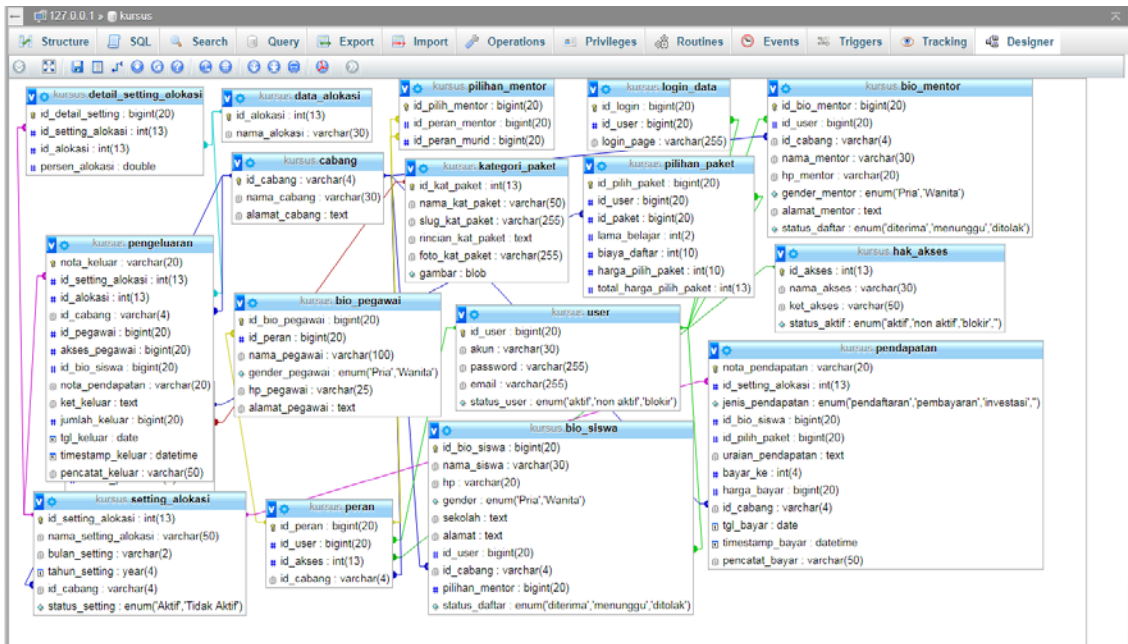 127.0.0.1 » kursus
Structure SQL Search Query Export Import Operations Privileges Routines Events Triggers Tracking Designer
kursus.detail_setting_alokasi
id_detail_setting : bigint(20)
id_setting_alokasi : int(13)
id_alokasi : int(13)
persen_alokasi : double
kursus.data_alokasi
id_alokasi : int(13)
nama_alokasi : varchar(30)
kursus.pilihan_mentor
id_pilih_mentor : bigint(20)
id_peran_mentor : bigint(20)
id_peran_murid : bigint(20)
kursus.login_data
id_login : bigint(20)
id_user : bigint(20)
login_page : varchar(255)
kursus.bio_mentor
id_bio_mentor : bigint(20)
id_user : bigint(20)
id_cabang : varchar(4)
nama_mentor : varchar(30)
hp_mentor : varchar(20)
gender_mentor : enum('Pria','Wanita')
alamat_mentor : text
status_daftar : enum('diterima','menunggu','ditolak')
kursus.cabang
id_cabang : varchar(4)
nama_cabang : varchar(30)
alamat_cabang : text
kursus.kategori_paket
id_kat_paket : int(13)
nama_kat_paket : varchar(50)
slug_kat_paket : varchar(255)
rincian_kat_paket : text
foto_kat_paket : varchar(255)
gambar : blob
kursus.pilihan_paket
id_pilih_paket : bigint(20)
id_user : bigint(20)
id_paket : bigint(20)
lama_belajar : int(2)
biaya_daftar : int(10)
harga_pilih_paket : int(10)
total_harga_pilih_paket : int(13)
kursus.pengeluaran
nota_keluar : varchar(20)
id_setting_alokasi : int(13)
id_alokasi : int(13)
id_cabang : varchar(4)
id_pegawai : bigint(20)
akses_pegawai : bigint(20)
id_bio_siswa : bigint(20)
nota_pendapatan : varchar(20)
ket_keluar : text
jumlah_keluar : bigint(20)
tgl_keluar : date
timestamp_keluar : datetime
pencatat_keluar : varchar(50)
kursus.bio_pegawai
id_bio_pegawai : bigint(20)
id_peran : bigint(20)
nama_pegawai : varchar(100)
gender_pegawai : enum('Pria','Wanita')
hp_pegawai : varchar(25)
alamat_pegawai : text
kursus.user
id_user : bigint(20)
akun : varchar(30)
password : varchar(255)
email : varchar(255)
status_user : enum('aktif','non aktif','blokir')
kursus.hak_akses
id_akses : int(13)
nama_akses : varchar(30)
ket_akses : varchar(50)
status_aktif : enum('aktif','non aktif','blokir','')
kursus.pendapatan
nota_pendapatan : varchar(20)
id_setting_alokasi : int(13)
jenis_pendapatan : enum('pendaftaran','pembayaran','investasi','')
id_bio_siswa : bigint(20)
id_pilih_paket : bigint(20)
uraian_pendapatan : text
bayar_ke : int(4)
harga_bayar : bigint(20)
id_cabang : varchar(4)
tgl_bayar : date
timestamp_bayar : datetime
pencatat_bayar : varchar(50)
kursus.bio_siswa
id_bio_siswa : bigint(20)
nama_siswa : varchar(30)
hp : varchar(20)
gender : enum('Pria','Wanita')
sekolah : text
alamat : text
id_user : bigint(20)
id_cabang : varchar(4)
pilihan_mentor : bigint(20)
status_daftar : enum('diterima','menunggu','ditolak')
kursus.setting_alokasi
id_setting_alokasi : int(13)
nama_setting_alokasi : varchar(50)
bulan_setting : varchar(2)
tahun_setting : year(4)
id_cabang : varchar(4)
status_setting : enum('Aktif','Tidak Aktif')
kursus.peran
id_peran : bigint(20)
id_user : bigint(20)
id_akses : int(13)
id_cabang : varchar(4)